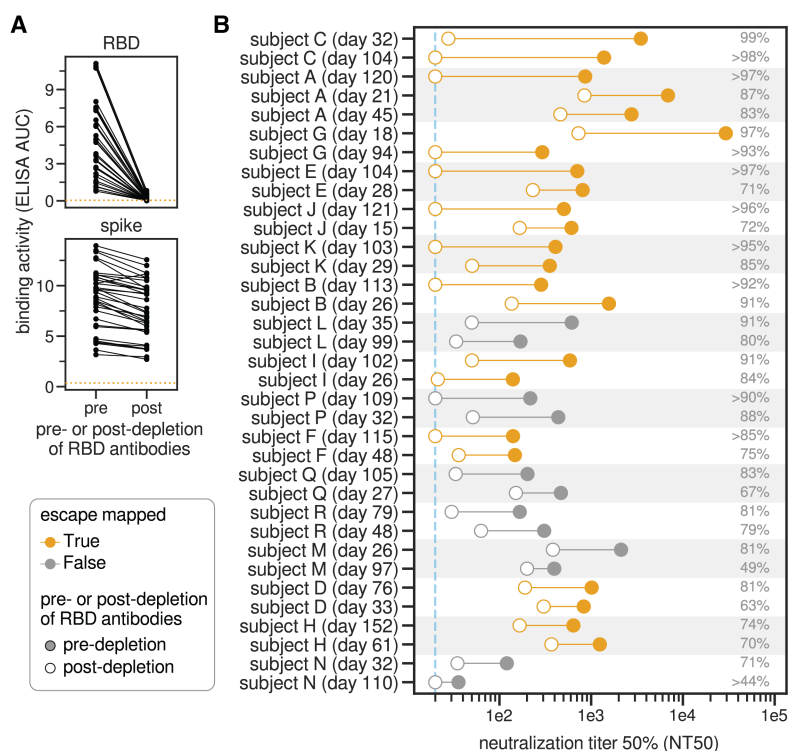 A
RBD
9
6
3
0
spike
10
5
0
binding activity (ELISA AUC)
pre
post
pre- or post-depletion
of RBD antibodies
escape mapped
True
False
pre- or post-depletion
of RBD antibodies
pre-depletion
post-depletion
B
subject C (day 32) 99%
subject C (day 104) >98%
subject A (day 120) >97%
subject A (day 21) 87%
subject A (day 45) 83%
subject G (day 18) 97%
subject G (day 94) >93%
subject E (day 104) >97%
subject E (day 28) 71%
subject J (day 121) >96%
subject J (day 15) 72%
subject K (day 103) >95%
subject K (day 29) 85%
subject B (day 113) >92%
subject B (day 26) 91%
subject L (day 35) 91%
subject L (day 99) 80%
subject I (day 102) 91%
subject I (day 26) 84%
subject P (day 109) >90%
subject P (day 32) 88%
subject F (day 115) >85%
subject F (day 48) 75%
subject Q (day 105) 83%
subject Q (day 27) 67%
subject R (day 79) 81%
subject R (day 48) 79%
subject M (day 26) 81%
subject M (day 97) 49%
subject D (day 76) 81%
subject D (day 33) 63%
subject H (day 152) 74%
subject H (day 61) 70%
subject N (day 32) 71%
subject N (day 110) >44%
1e2 1e3 1e4 1e5
neutralization titer 50% (NT50)